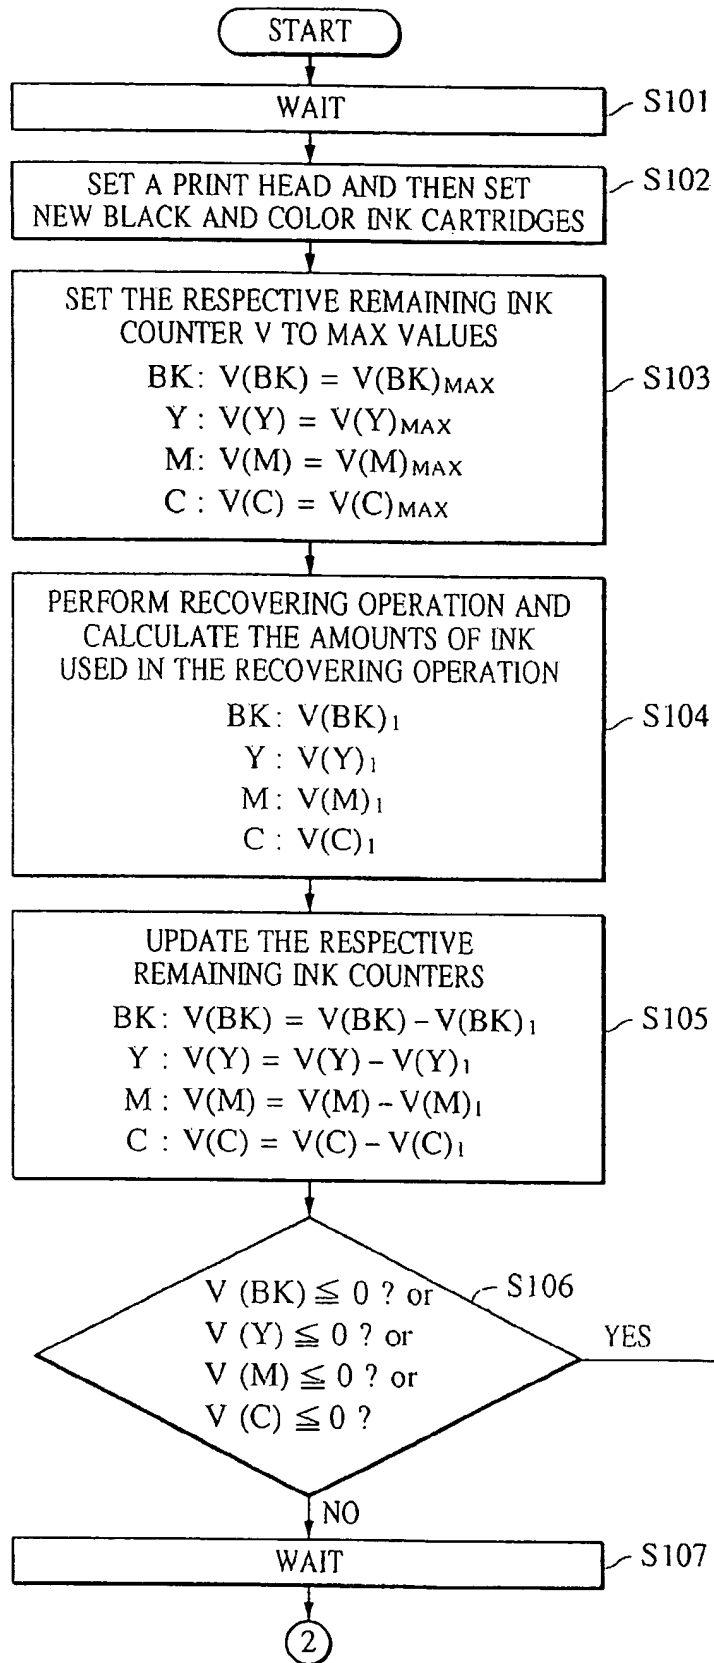 START
WAIT
S101
SET A PRINT HEAD AND THEN SET
NEW BLACK AND COLOR INK CARTRIDGES
S102
SET THE RESPECTIVE REMAINING INK
COUNTER V TO MAX VALUES
BK: V(BK) = V(BK)MAX
Y : V(Y) = V(Y)MAX
M: V(M) = V(M)MAX
C : V(C) = V(C)MAX
S103
PERFORM RECOVERING OPERATION AND
CALCULATE THE AMOUNTS OF INK
USED IN THE RECOVERING OPERATION
BK: V(BK)1
Y : V(Y)1
M: V(M)1
C : V(C)1
S104
UPDATE THE RESPECTIVE
REMAINING INK COUNTERS
BK: V(BK) = V(BK) – V(BK)1
Y : V(Y) = V(Y) – V(Y)1
M : V(M) = V(M) – V(M)1
C : V(C) = V(C) – V(C)1
S105
V (BK) ≦ 0 ? or
V (Y) ≦ 0 ? or
V (M) ≦ 0 ? or
V (C) ≦ 0 ?
S106
YES
NO
WAIT
S107
2